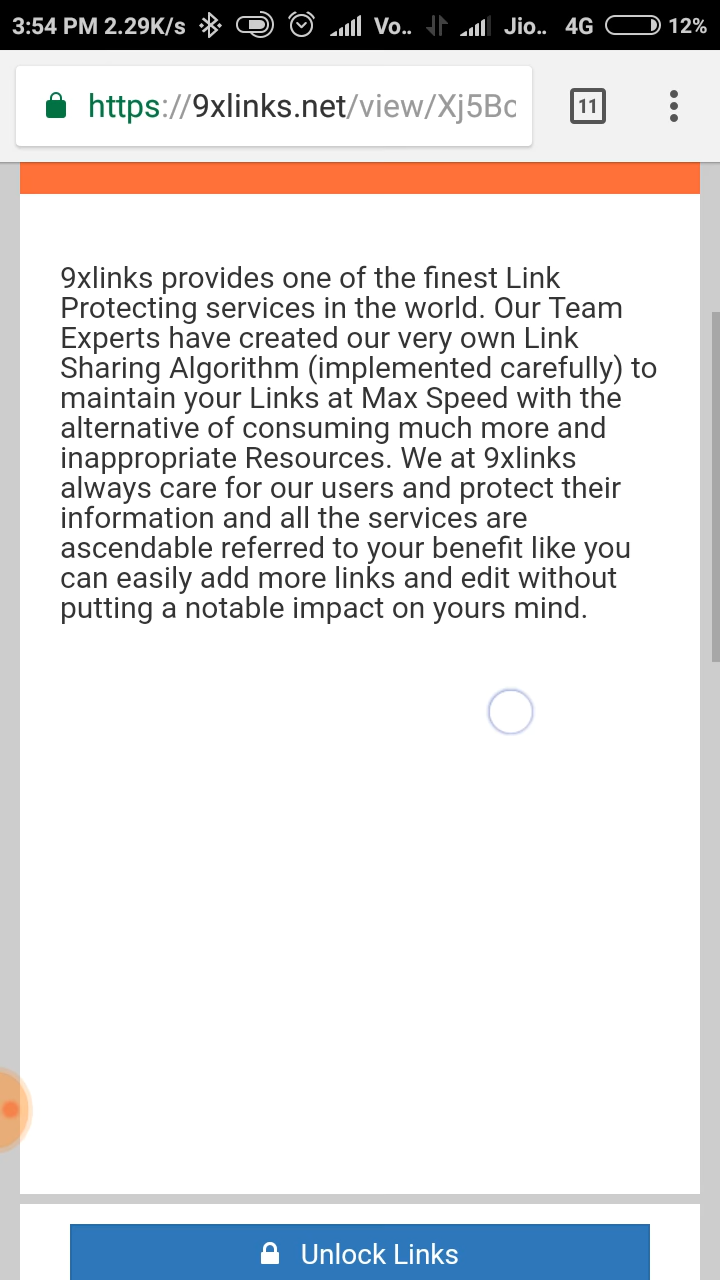 3:54 PM 2.29K/s Vo.. Jio.. 4G 12%
https://9xlinks.net/view/Xj5Bc
11
9xlinks provides one of the finest Link
Protecting services in the world. Our Team
Experts have created our very own Link
Sharing Algorithm (implemented carefully) to
maintain your Links at Max Speed with the
alternative of consuming much more and
inappropriate Resources. We at 9xlinks
always care for our users and protect their
information and all the services are
ascendable referred to your benefit like you
can easily add more links and edit without
putting a notable impact on yours mind.
Unlock Links